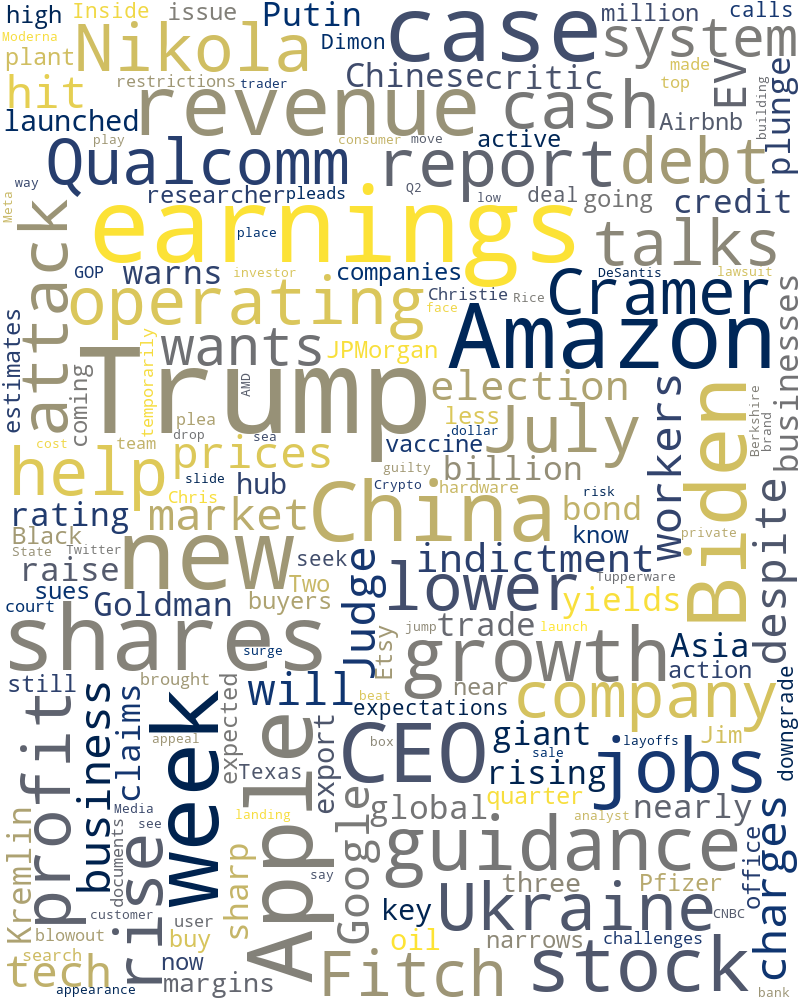 high
Inside
issue
Putin
case
million
calls
Moderna
plant
Nikola
Dimon
system
restrictions
trader
Chinese
critic
made
top
EV
building
plunge
hit
revenue
cash
Airbnb
launched
play
consumer
move
active
Qualcomm
report
debt
way
researcher
pleads
Q2
low
deal
going
credit
Meta
attack
earnings
place
talks
GOP
warns
investor
companies
DeSantis
lawsuit
operating
Christie
Rice
face
Cramer
businesses
estimates
Amazon
temporarily
wants
JPMorgan
Trump
coming
AMD
election
workers
Biden
Berkshire
brand
plea
less
dollar
July
cost
team
drop
sea
prices
vaccine
guilty
billion
help
slide
hub
Crypto
hardware
risk
Chris
rating
market
China
bond
despite
Black
State
Twitter
new
seek
know
private
raise
Judge
indictment
sues
Two
lower
Tupperware
court
Goldman
buyers
yields
shares
surge
Etsy
jump
trade
launch
growth
Asia
action
still
brought
expected
will
beat
near
expectations
company
downgrade
profit
business
claims
week
appeal
Apple
export
box
CEO
giant
sale
layoffs
Jim
Texas
rising
jobs
Kremlin
documents
Media
see
rise
landing
Google
global
quarter
analyst
nearly
charges
sharp
say
guidance
office
three
Pfizer
customer
user
key
Ukraine
CNBC
blowout
buy
oil
narrows
challenges
search
now
tech
appearance
margins
Fitch
stock
bank